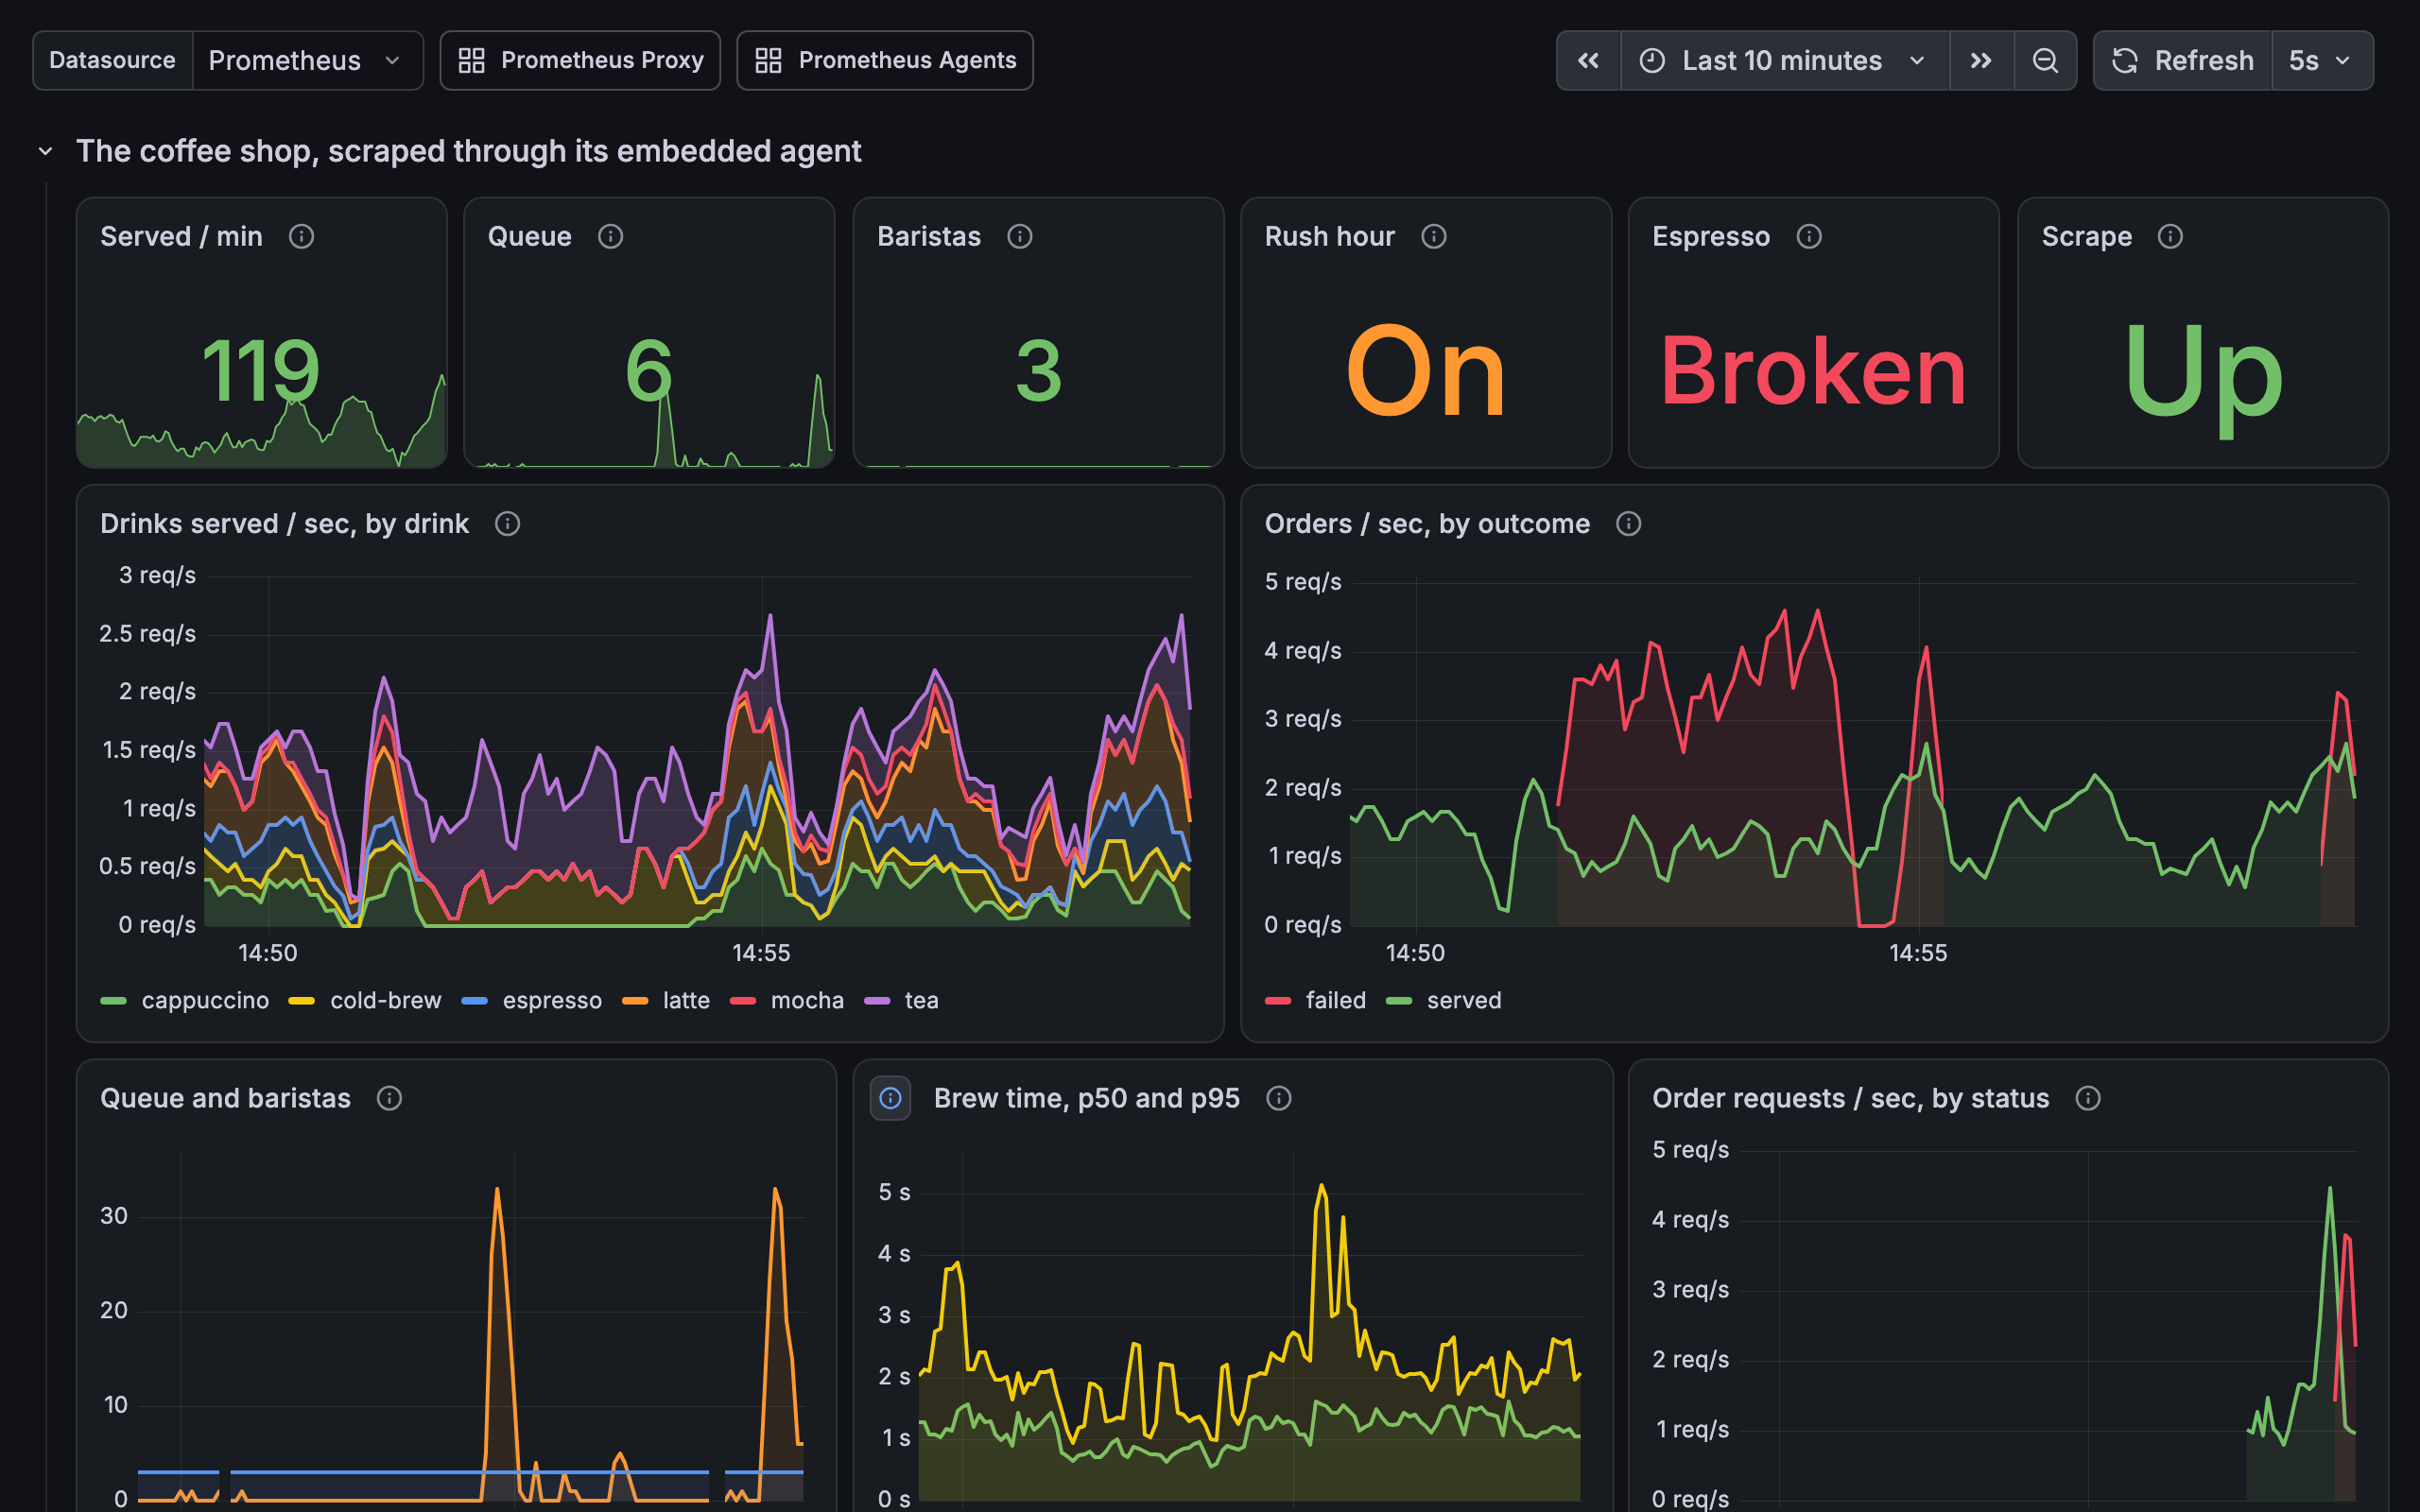 Datasource Prometheus Prometheus Proxy Prometheus Agents Last 10 minutes Refresh 5s
The coffee shop, scraped through its embedded agent
Served / min Queue Baristas Rush hour Espresso Scrape
119 6 3 On Broken Up
Drinks served / sec, by drink
3 req/s
2.5 req/s
2 req/s
1.5 req/s
1 req/s
0.5 req/s
0 req/s
14:50 14:55
cappuccino cold-brew espresso latte mocha tea
Orders / sec, by outcome
5 req/s
4 req/s
3 req/s
2 req/s
1 req/s
0 req/s
14:50 14:55
failed served
Queue and baristas
30
20
10
0
Brew time, p50 and p95
5 s
4 s
3 s
2 s
1 s
0 s
Order requests / sec, by status
5 req/s
4 req/s
3 req/s
2 req/s
1 req/s
0 req/s